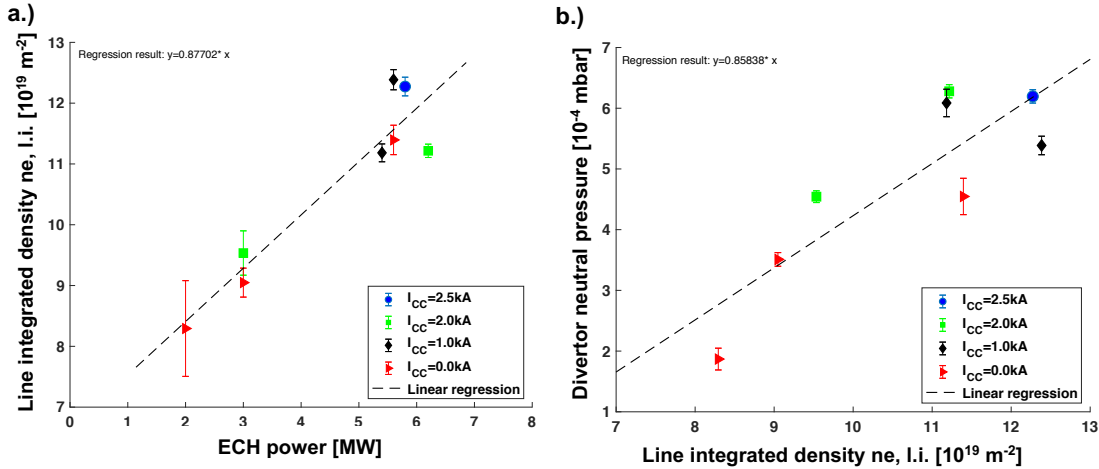 a.)
Regression result: y=0.87702* x
Line integrated density ne, l.i. [10^19 m^-2]
13
12
11
10
9
8
7
0
1
2
3
4
5
6
7
8
ECH power [MW]
I_CC=2.5kA
I_CC=2.0kA
I_CC=1.0kA
I_CC=0.0kA
Linear regression
b.)
Regression result: y=0.85838* x
Divertor neutral pressure [10^-4 mbar]
7
6
5
4
3
2
1
7
8
9
10
11
12
13
Line integrated density ne, l.i. [10^19 m^-2]
I_CC=2.5kA
I_CC=2.0kA
I_CC=1.0kA
I_CC=0.0kA
Linear regression